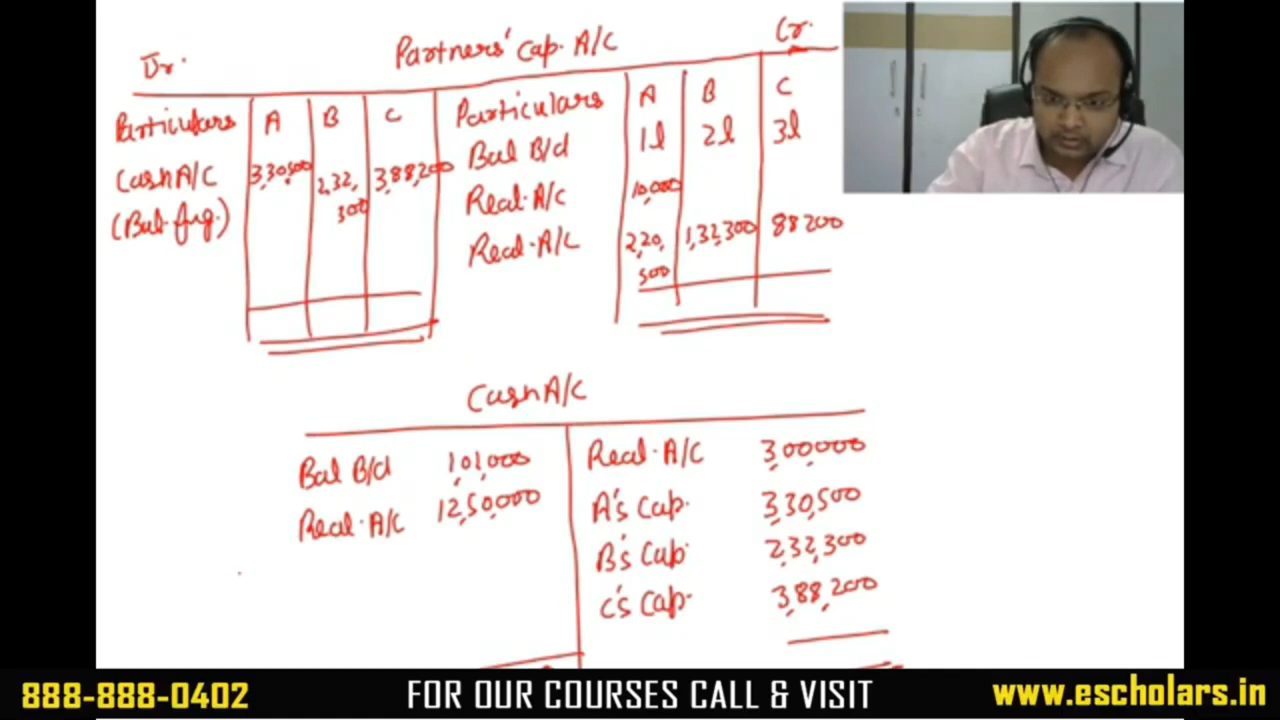 Dr. Partners' Cap. A/C Cr.
Particulars A B C Particulars A B C
Cash A/C 3,30,500 2,32,300 3,88,200 Bal B/d 1l 2l 3l
(Bal. fig.) Real. A/C 10,000
Real. A/C 2,20,500 1,32,300 88200
Cash A/C
Bal B/d 1,01,000 Real. A/C 3,00,000
Real. A/C 12,50,000 A's Cap. 3,30,500
B's Cap. 2,32,300
C's Cap. 3,88,200
888-888-0402 FOR OUR COURSES CALL & VISIT www.escholars.in